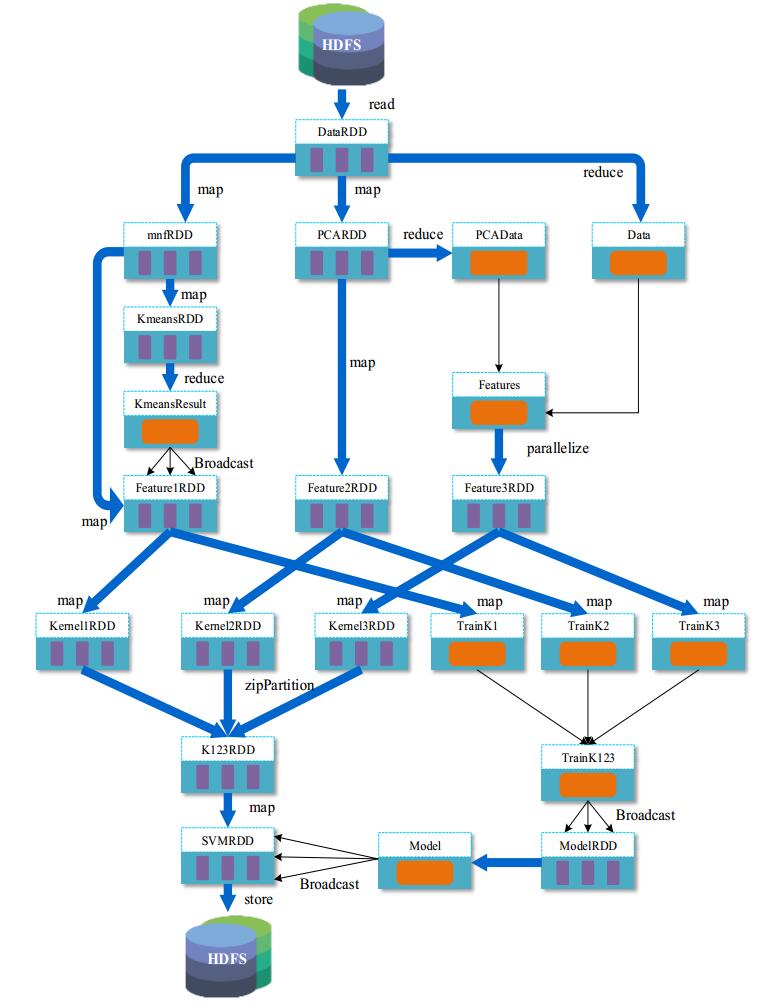 HDFS
read
DataRDD
map
map
reduce
mnfRDD
PCARDD
reduce
PCAData
Data
map
KmeansRDD
map
reduce
Features
KmeansResult
parallelize
Broadcast
Feature1RDD
Feature2RDD
Feature3RDD
map
map
map
map
map
map
map
Kernel1RDD
Kernel2RDD
Kernel3RDD
TrainK1
TrainK2
TrainK3
zipPartition
K123RDD
TrainK123
map
Broadcast
SVMRDD
Model
ModelRDD
Broadcast
store
HDFS